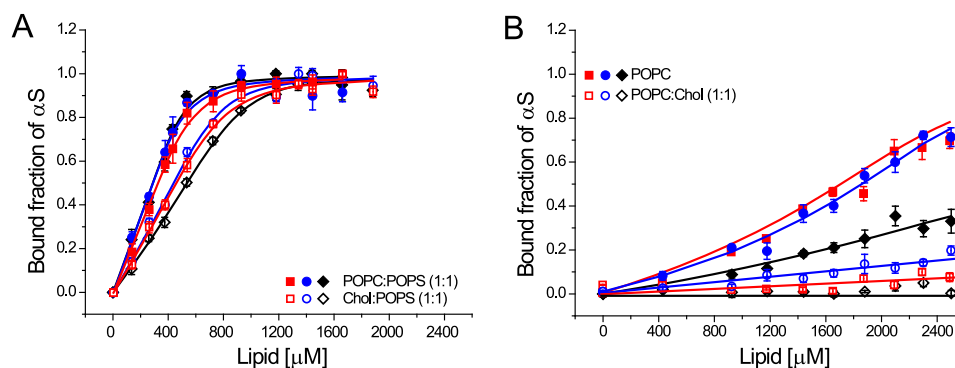 A
1.2
1.0
0.8
0.6
0.4
0.2
0.0
Bound fraction of αS
POPC:POPS (1:1)
Chol:POPS (1:1)
0 400 800 1200 1600 2000 2400
Lipid [μM]
B
1.2
1.0
0.8
0.6
0.4
0.2
0.0
Bound fraction of αS
POPC
POPC:Chol (1:1)
0 400 800 1200 1600 2000 2400
Lipid [μM]